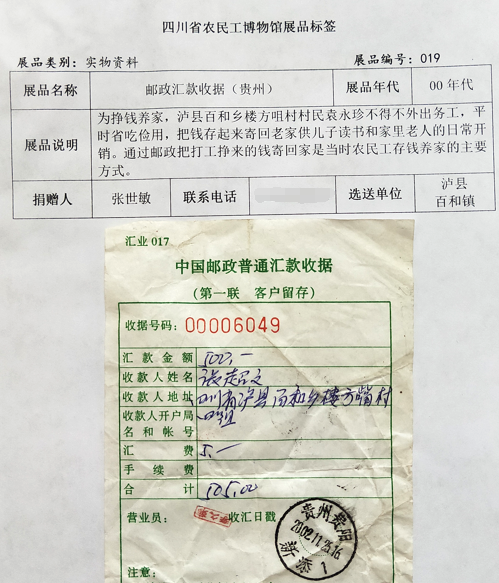 四川省农民工博物馆展品标签
展品类别：实物资料 展品编号：019
展品名称 邮政汇款收据（贵州） 展品年代 00年代
展品说明 为挣钱养家，泸县百和乡楼方咀村村民袁永珍不得不外出务工，平
时省吃俭用，把钱存起来寄回老家供儿子读书和家里老人的日常开
销。通过邮政把打工挣来的钱寄回家是当时农民工存钱养家的主要
方式。
捐赠人 张世敏 联系电话 选送单位 泸县
百和镇
汇业 017
中国邮政普通汇款收据
（第一联 客户留存）
收据号码：00006049
汇款金额 500.—
收款人姓名
收款人地址 四川省泸县百和乡楼方嘴村
收款人开户局 四组
名和帐号
汇费 5.—
手续费
合计 505.00
营业员： 收汇日戳
贵州贵阳
2002.11.25.16
1
注意：